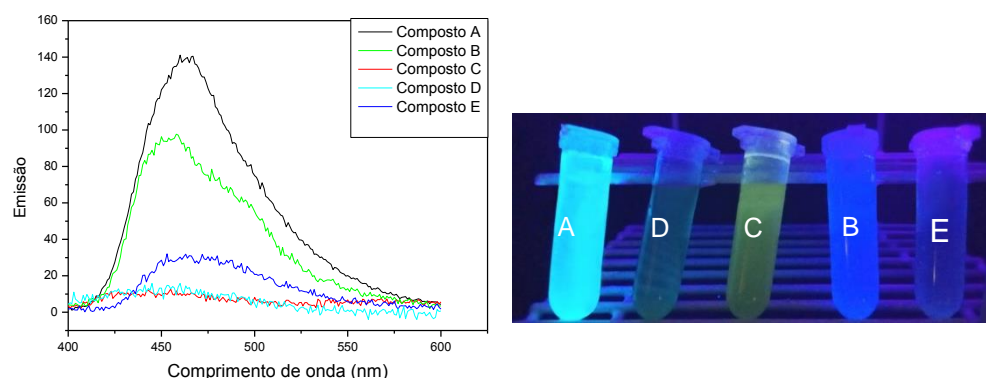 160
140
120
100
80
60
40
20
0
Emissão
400
450
500
550
600
Comprimento de onda (nm)
Composto A
Composto B
Composto C
Composto D
Composto E
A
D
C
B
E